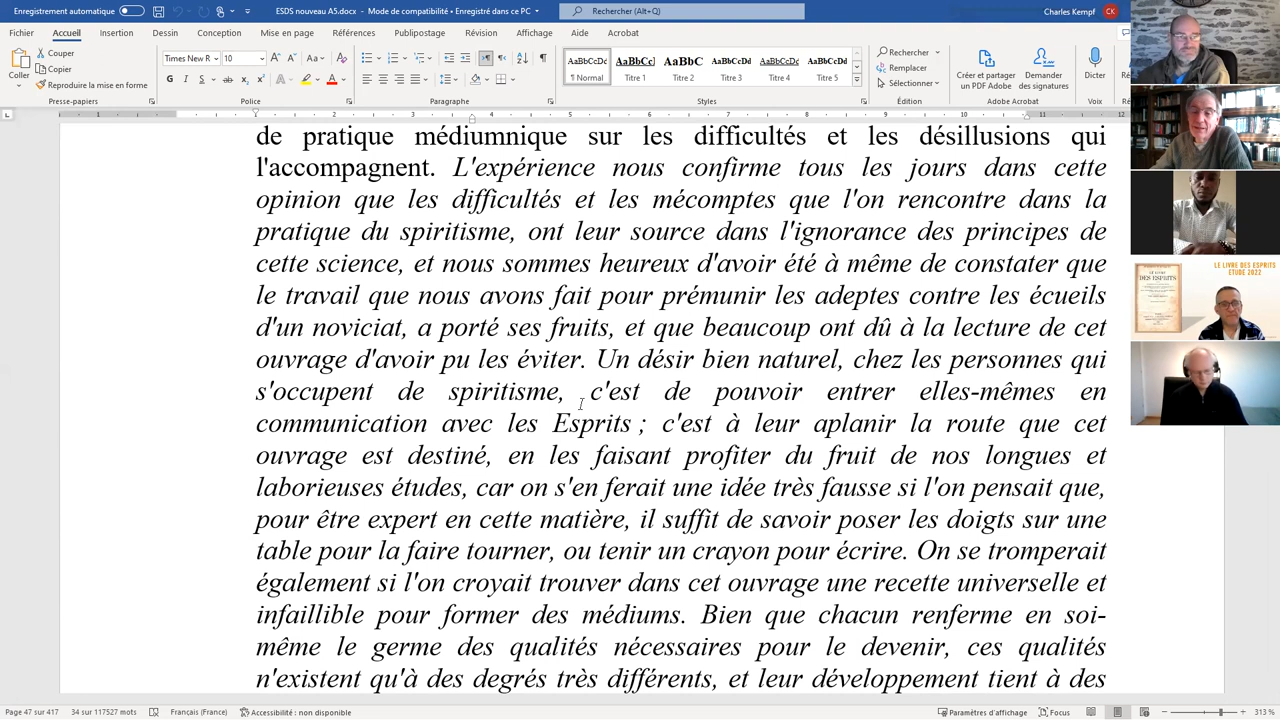 Enregistrement automatique
ESDS nouveau A5.docx - Mode de compatibilité • Enregistré dans ce PC
Rechercher (Alt+Q)
Charles Kempf
CK
Fichier Accueil Insertion Dessin Conception Mise en page Références Publipostage Révision Affichage Aide Acrobat
Coller
Couper
Copier
Reproduire la mise en forme
Times New R 10
G I S
AaBbCcDc AaBbCc AaBbC AaBbCcDd AaBbCcDd AaBbCcDd
¶ Normal Titre 1 Titre 2 Titre 3 Titre 4 Titre 5
Rechercher
Remplacer
Sélectionner
Créer et partager un PDF Adobe
Demander des signatures
Dicter
Presse-papiers Police Paragraphe Styles Édition Adobe Acrobat Voix
de pratique médiumnique sur les difficultés et les désillusions qui
l'accompagnent. L'expérience nous confirme tous les jours dans cette
opinion que les difficultés et les mécomptes que l'on rencontre dans la
pratique du spiritisme, ont leur source dans l'ignorance des principes de
cette science, et nous sommes heureux d'avoir été à même de constater que
le travail que nous avons fait pour prémunir les adeptes contre les écueils
d'un noviciat, a porté ses fruits, et que beaucoup ont dû à la lecture de cet
ouvrage d'avoir pu les éviter. Un désir bien naturel, chez les personnes qui
s'occupent de spiritisme, c'est de pouvoir entrer elles-mêmes en
communication avec les Esprits ; c'est à leur aplanir la route que cet
ouvrage est destiné, en les faisant profiter du fruit de nos longues et
laborieuses études, car on s'en ferait une idée très fausse si l'on pensait que,
pour être expert en cette matière, il suffit de savoir poser les doigts sur une
table pour la faire tourner, ou tenir un crayon pour écrire. On se tromperait
également si l'on croyait trouver dans cet ouvrage une recette universelle et
infaillible pour former des médiums. Bien que chacun renferme en soi-
même le germe des qualités nécessaires pour le devenir, ces qualités
n'existent qu'à des degrés très différents, et leur développement tient à des
LE LIVRE DES ESPRITS
ETUDE 2022
DES ESPRITS
Page 47 sur 417 34 sur 117527 mots Français (France) Accessibilité : non disponible Paramètres d'affichage Focus 313 %